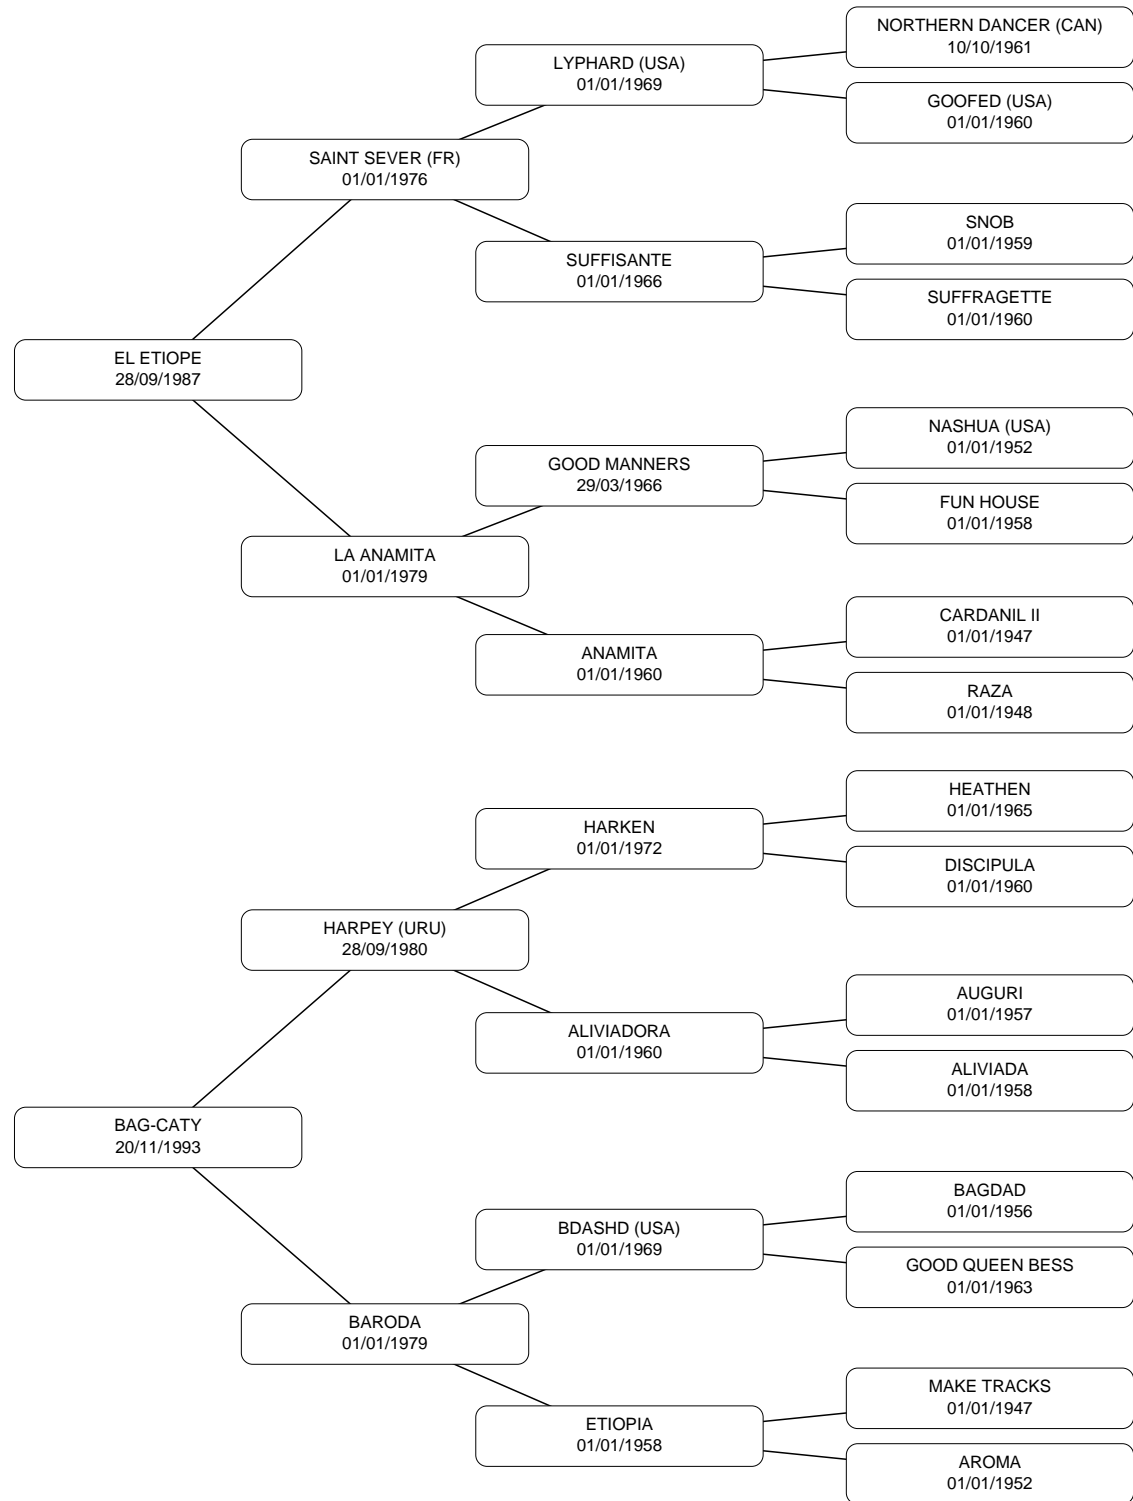 NORTHERN DANCER (CAN)
10/10/1961
LYPHARD (USA)
01/01/1969
GOOFED (USA)
01/01/1960
SAINT SEVER (FR)
01/01/1976
SNOB
01/01/1959
SUFFISANTE
01/01/1966
SUFFRAGETTE
01/01/1960
EL ETIOPE
28/09/1987
NASHUA (USA)
01/01/1952
GOOD MANNERS
29/03/1966
FUN HOUSE
01/01/1958
LA ANAMITA
01/01/1979
CARDANIL II
01/01/1947
ANAMITA
01/01/1960
RAZA
01/01/1948
HEATHEN
01/01/1965
HARKEN
01/01/1972
DISCIPULA
01/01/1960
HARPEY (URU)
28/09/1980
AUGURI
01/01/1957
ALIVIADORA
01/01/1960
ALIVIADA
01/01/1958
BAG-CATY
20/11/1993
BAGDAD
01/01/1956
BDASHD (USA)
01/01/1969
GOOD QUEEN BESS
01/01/1963
BARODA
01/01/1979
MAKE TRACKS
01/01/1947
ETIOPIA
01/01/1958
AROMA
01/01/1952